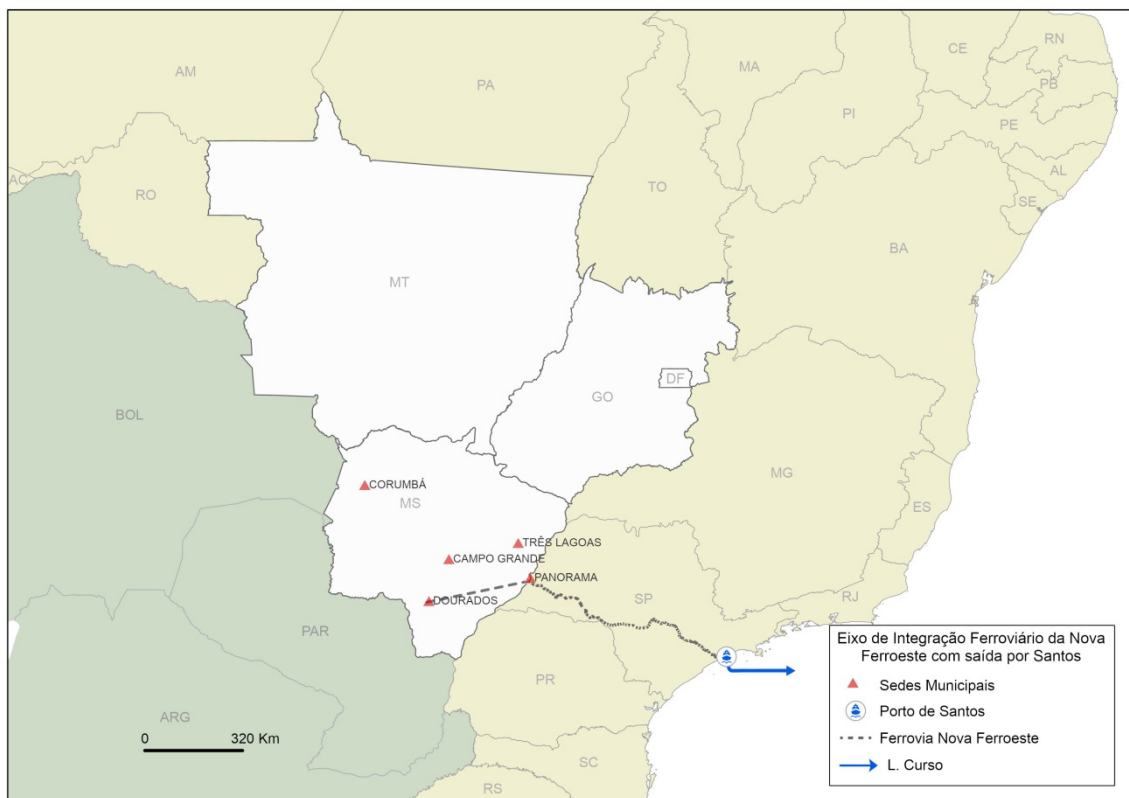 AM
PA
MA
CE
RN
PB
PI
PE
AC
RO
TO
AL
SE
BA
MT
DF
GO
BOL
MG
CORUMBÁ
MS
ES
TRÊS LAGOAS
CAMPO GRANDE
PANORAMA
DOURADOS
SP
RJ
PAR
PR
ARG
SC
RS
0 320 Km
Eixo de Integração Ferroviário da Nova
Ferroeste com saída por Santos
Sedes Municipais
Porto de Santos
Ferrovia Nova Ferroeste
L. Curso